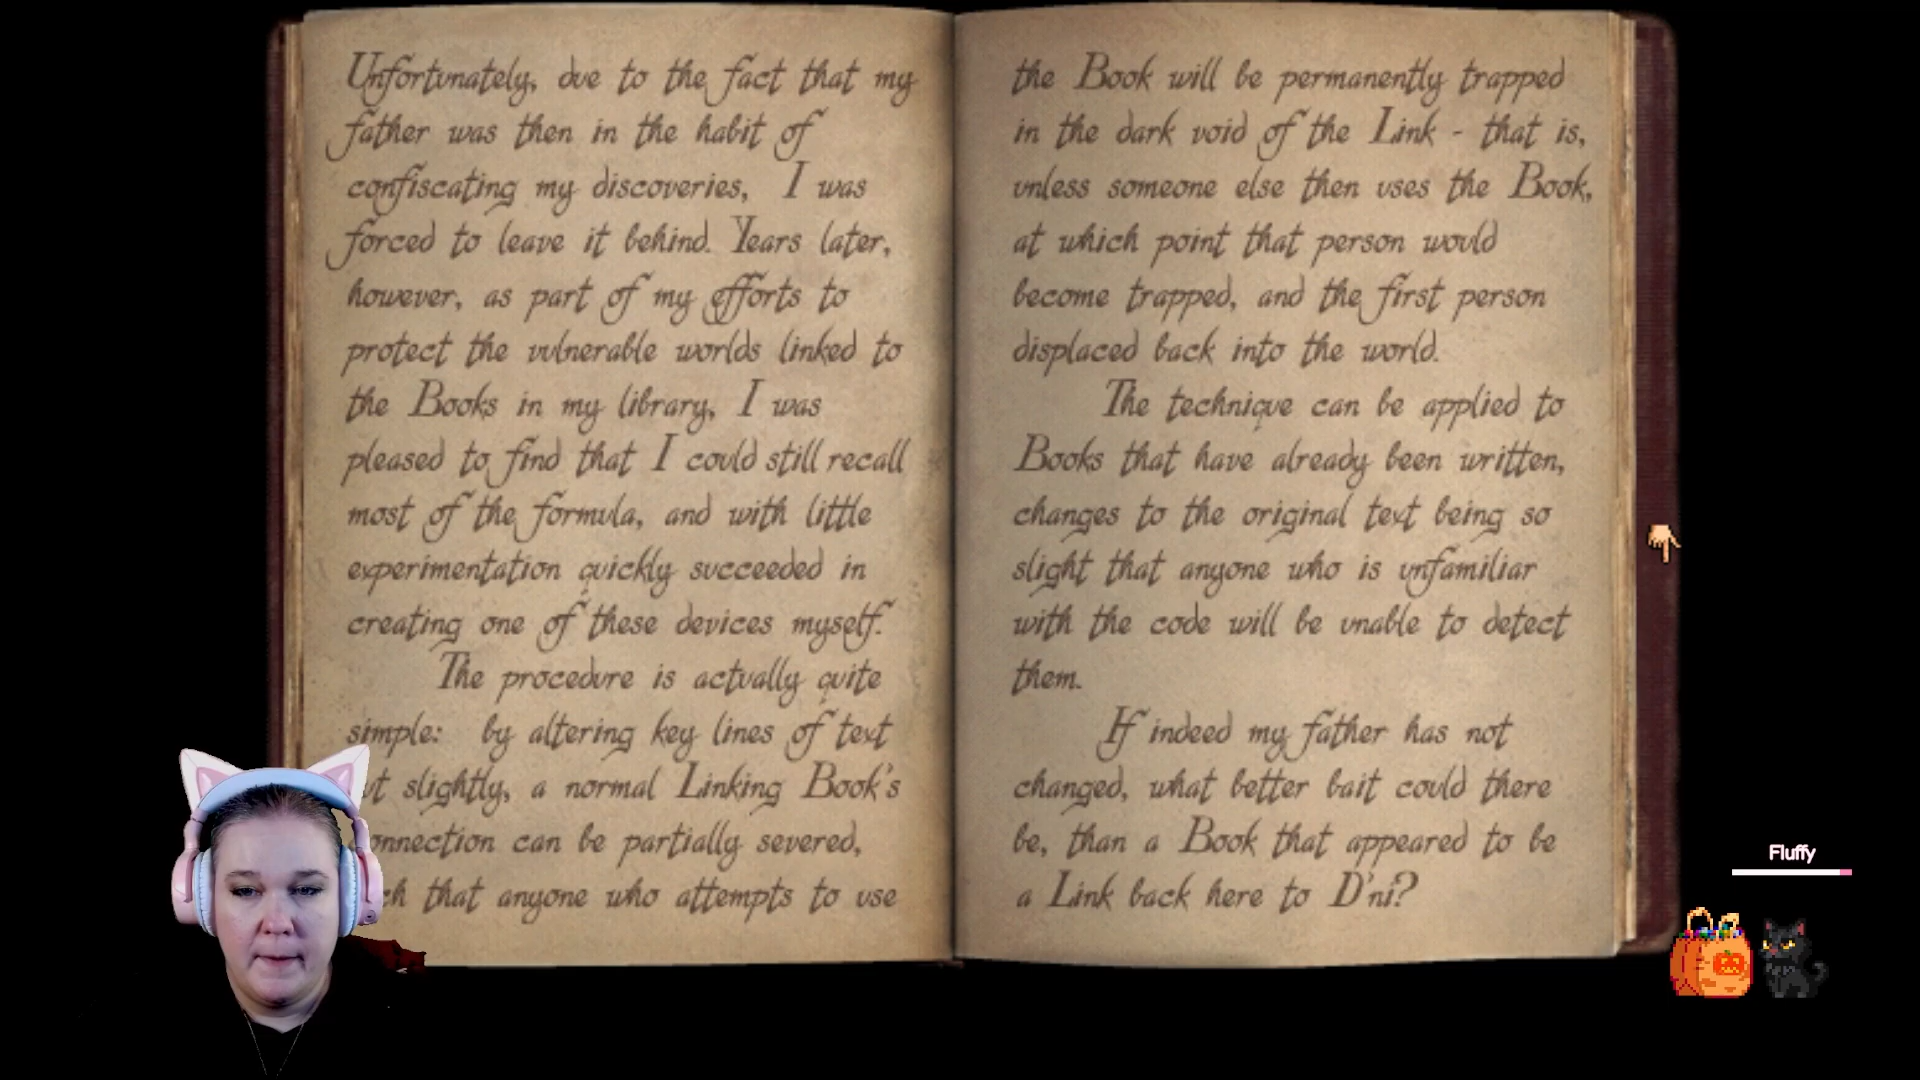 Unfortunately, due to the fact that my
father was then in the habit of
confiscating my discoveries, I was
forced to leave it behind. Years later,
however, as part of my efforts to
protect the vulnerable worlds linked to
the Books in my library, I was
pleased to find that I could still recall
most of the formula, and with little
experimentation quickly succeeded in
creating one of these devices myself.
The procedure is actually quite
simple: by altering key lines of text
slightly, a normal Linking Book's
can be partially severed,
that anyone who attempts to use
the Book will be permanently trapped
in the dark void of the Link - that is,
unless someone else then uses the Book,
at which point that person would
become trapped, and the first person
displaced back into the world.
The technique can be applied to
Books that have already been written,
changes to the original text being so
slight that anyone who is unfamiliar
with the code will be unable to detect
them.
If indeed my father has not
changed, what better bait could there
be, than a Book that appeared to be
a Link back here to D'ni?
Fluffy